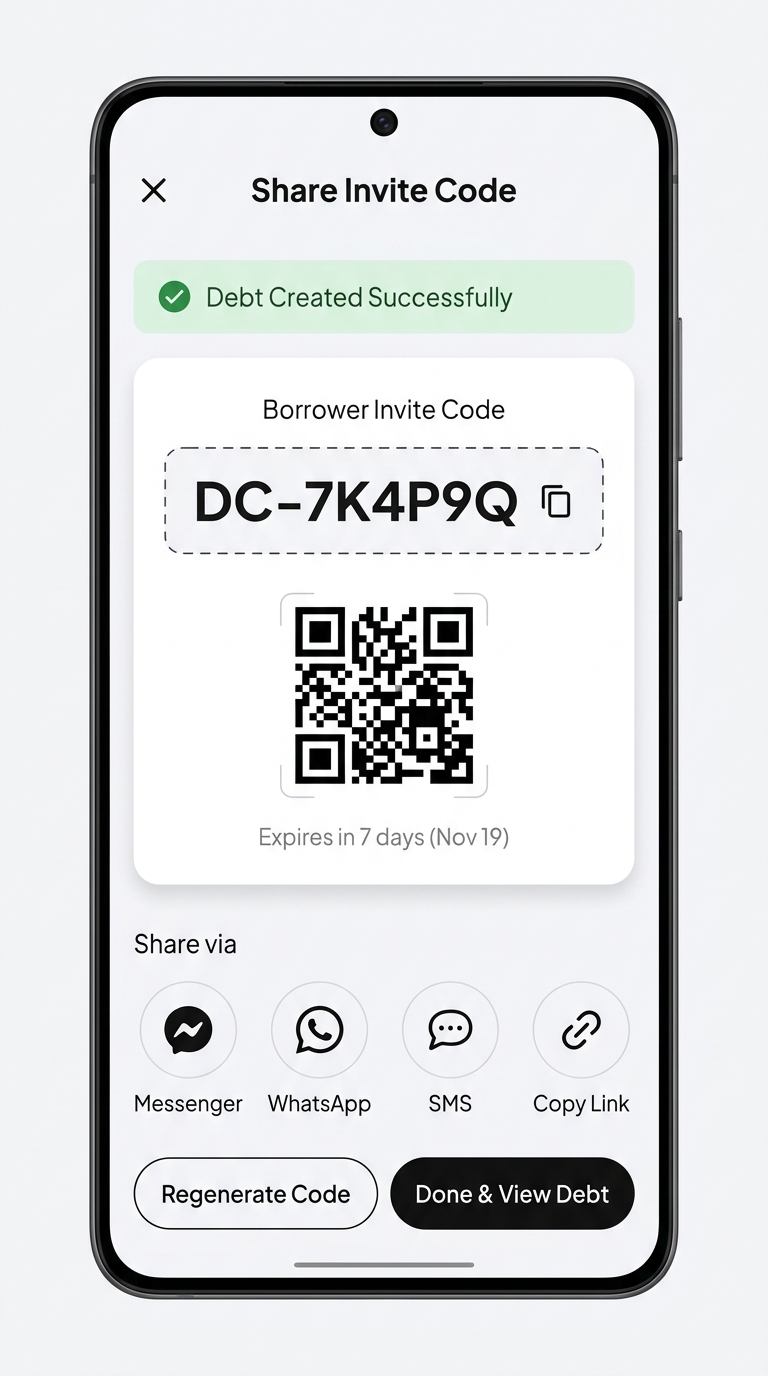 Share Invite Code
Debt Created Successfully
Borrower Invite Code
DC-7K4P9Q
Expires in 7 days (Nov 19)
Share via
Messenger WhatsApp SMS Copy Link
Regenerate Code Done & View Debt